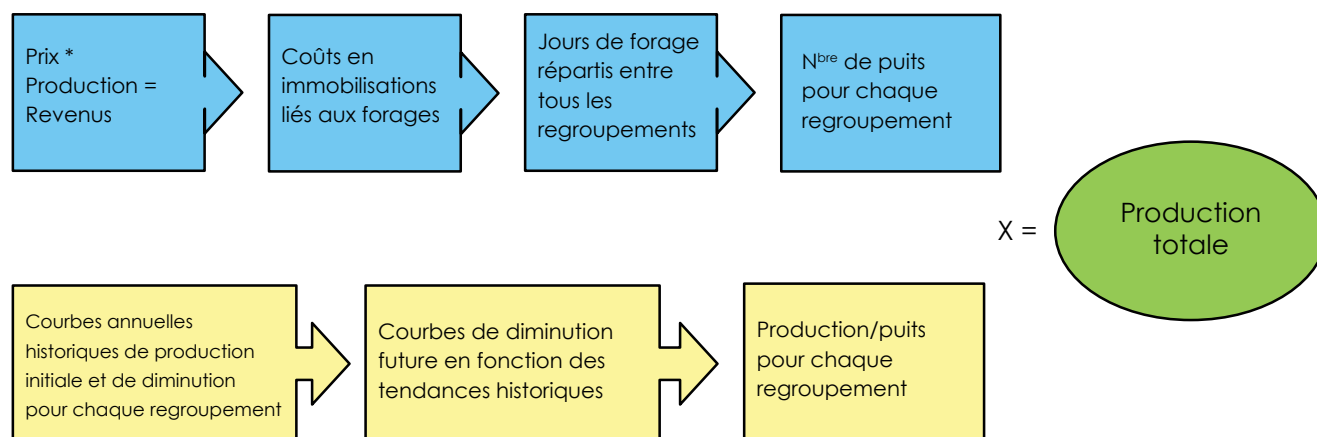 Prix *
Production =
Revenus
Coûts en
immobilisations
liés aux forages
Jours de forage
répartis entre
tous les
regroupements
Nbre de puits
pour chaque
regroupement
X =
Production
totale
Courbes annuelles
historiques de production
initiale et de diminution
pour chaque regroupement
Courbes de diminution
future en fonction des
tendances historiques
Production/puits
pour chaque
regroupement